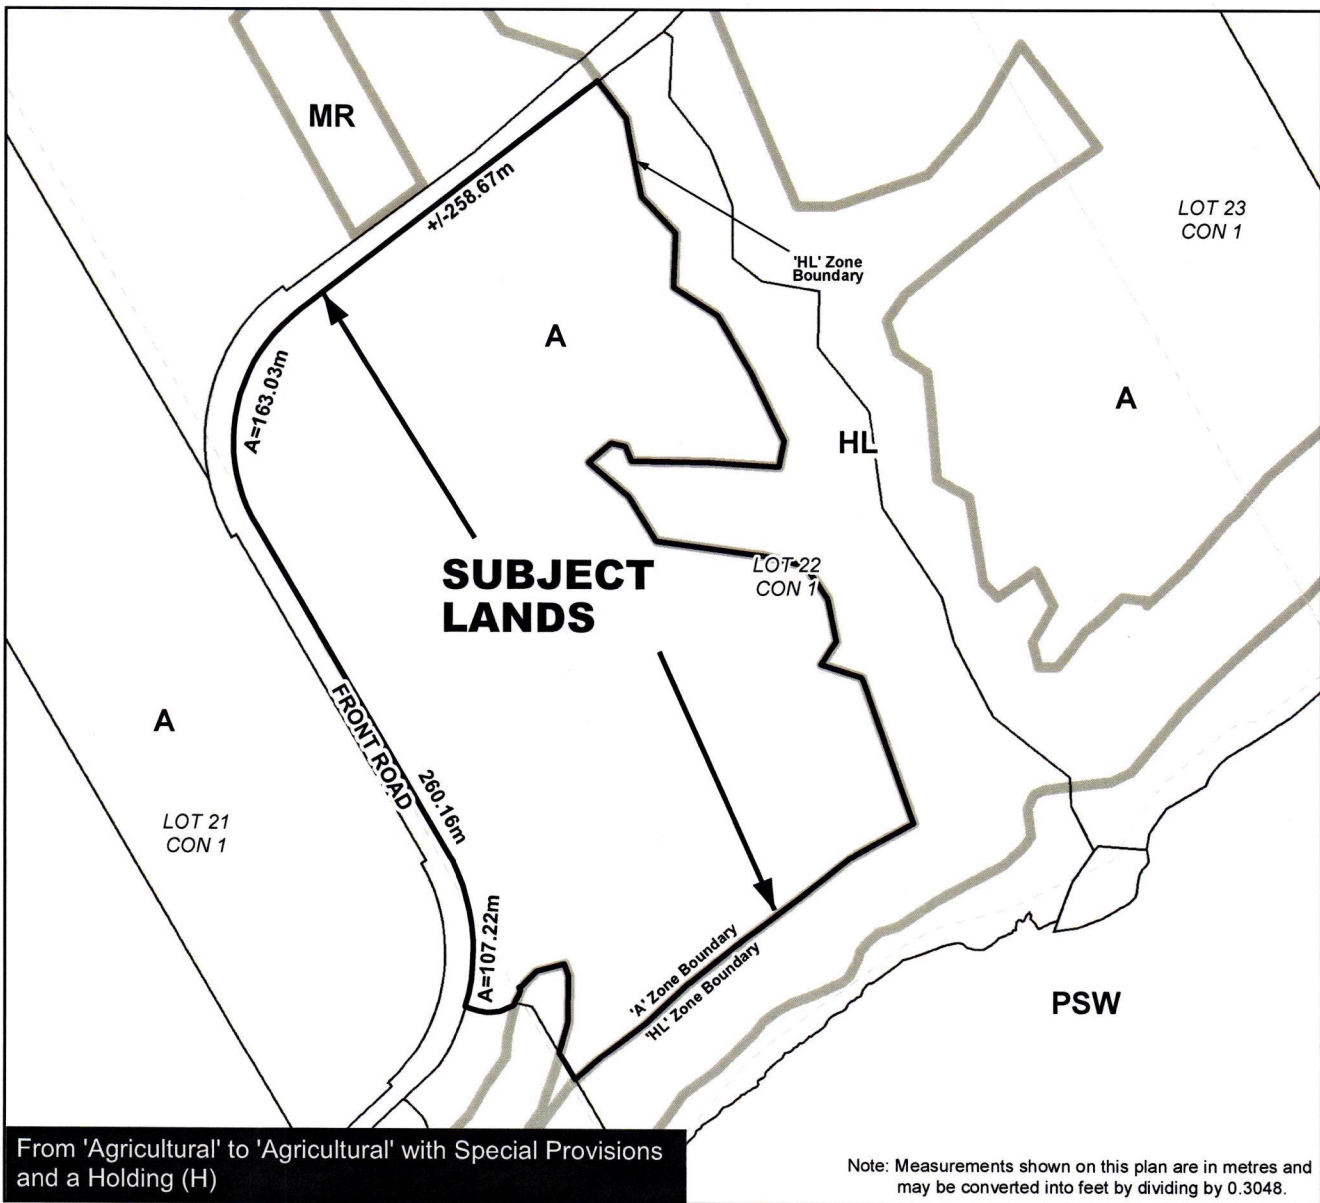 MR
+/-258.67m
LOT 23
CON 1
'HL' Zone
Boundary
A
A=163.03m
A
HL
LOT 22
CON 1
SUBJECT
LANDS
FRONT ROAD
260.16m
A
LOT 21
CON 1
A=107.22m
'A' Zone Boundary
'HL' Zone Boundary
PSW
From 'Agricultural' to 'Agricultural' with Special Provisions
and a Holding (H)
Note: Measurements shown on this plan are in metres and
may be converted into feet by dividing by 0.3048.